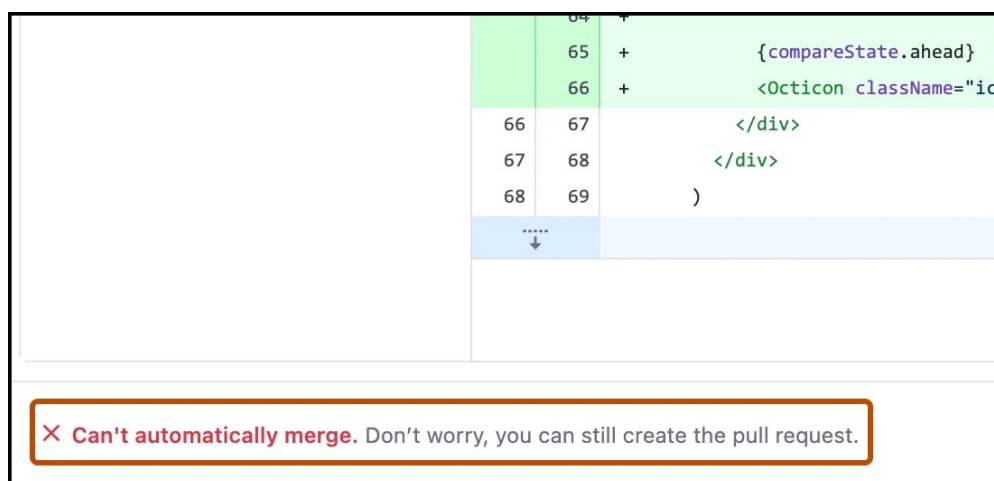 64 +
65 + {compareState.ahead}
66 + <Octicon className="ic
66 67 </div>
67 68 </div>
68 69 )
Can't automatically merge. Don’t worry, you can still create the pull request.